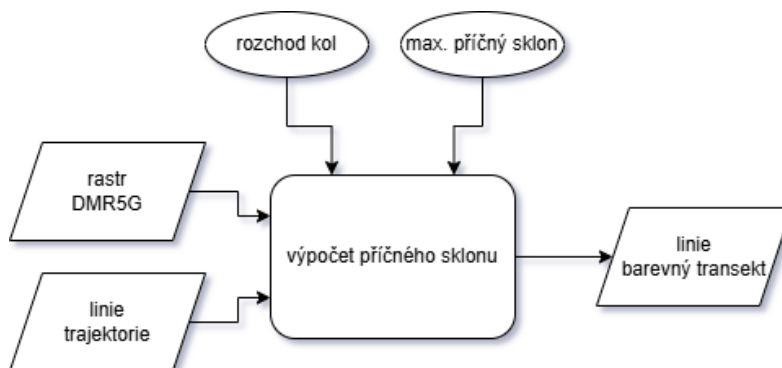 rozchod kol
max. příčný sklon
rastr
DMR5G
výpočet příčného sklonu
linie
barevný transekt
linie
trajektorie